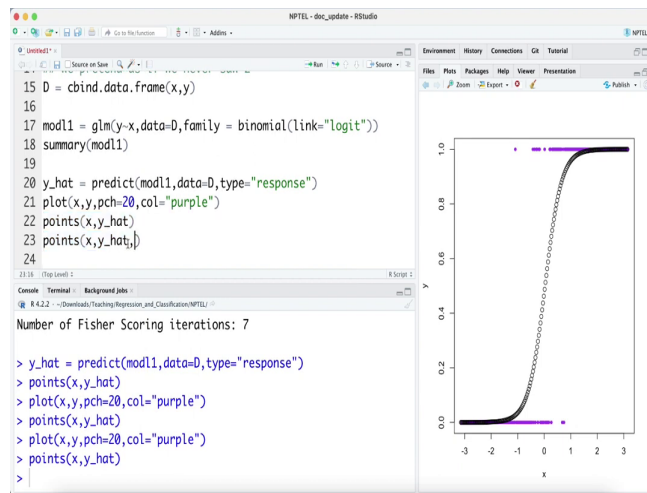 NPTEL - doc_update - RStudio
Go to file/function
Addins
NPTEL
Untitled1*
Source on Save
Run
Source
15 D = cbind.data.frame(x,y)
16
17 modl1 = glm(y~x,data=D,family = binomial(link="logit"))
18 summary(modl1)
19
20 y_hat = predict(modl1,data=D,type="response")
21 plot(x,y,pch=20,col="purple")
22 points(x,y_hat)
23 points(x,y_hat,)
24
23:16 (Top Level) R Script
Console Terminal × Background Jobs ×
R 4.2.2 · ~/Downloads/Teaching/Regression_and_Classification/NPTEL/
Number of Fisher Scoring iterations: 7
> y_hat = predict(modl1,data=D,type="response")
> points(x,y_hat)
> plot(x,y,pch=20,col="purple")
> points(x,y_hat)
> plot(x,y,pch=20,col="purple")
> points(x,y_hat)
>
Environment History Connections Git Tutorial
Files Plots Packages Help Viewer Presentation
Zoom Export Publish
1.0
0.8
0.6
0.4
0.2
0.0
y
-3 -2 -1 0 1 2 3
x